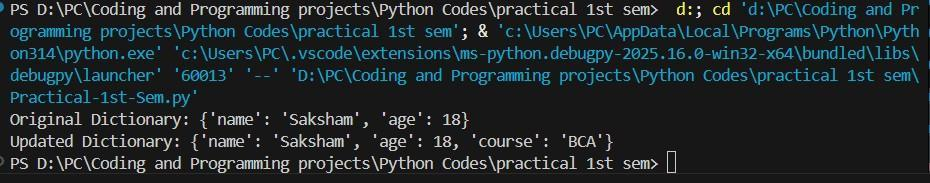 PS D:\PC\Coding and Programming projects\Python Codes\practical 1st sem>  d:; cd 'd:\PC\Coding and Pr
ogramming projects\Python Codes\practical 1st sem'; & 'c:\Users\PC\AppData\Local\Programs\Python\Pyth
on314\python.exe' 'c:\Users\PC\.vscode\extensions\ms-python.debugpy-2025.16.0-win32-x64\bundled\libs\
debugpy\launcher' '60013' '--' 'D:\PC\Coding and Programming projects\Python Codes\practical 1st sem\
Practical-1st-Sem.py'
Original Dictionary: {'name': 'Saksham', 'age': 18}
Updated Dictionary: {'name': 'Saksham', 'age': 18, 'course': 'BCA'}
PS D:\PC\Coding and Programming projects\Python Codes\practical 1st sem>